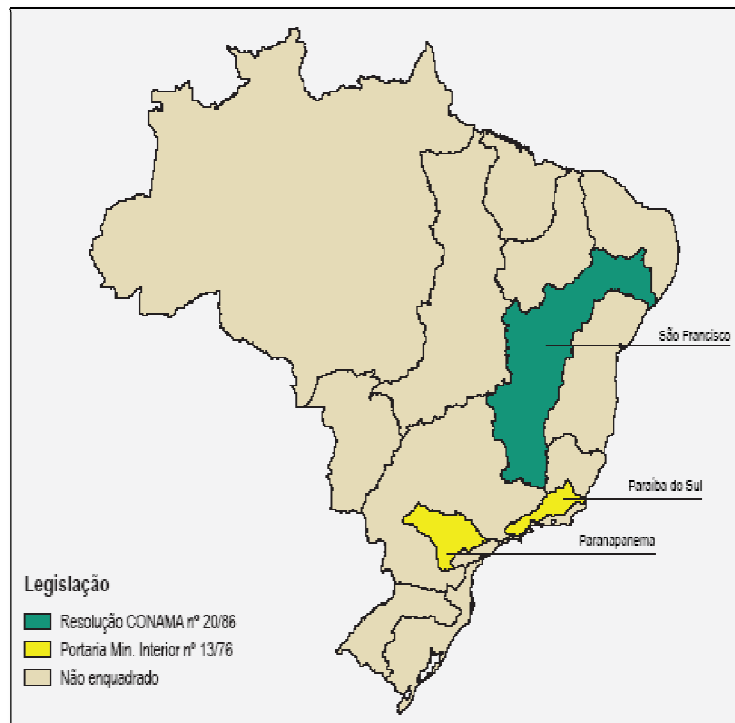 São Francisco
Paraíba do Sul
Paranapanema
Legislação
Resolução CONAMA nº 20/86
Portaria Min. Interior nº 13/76
Não enquadrado